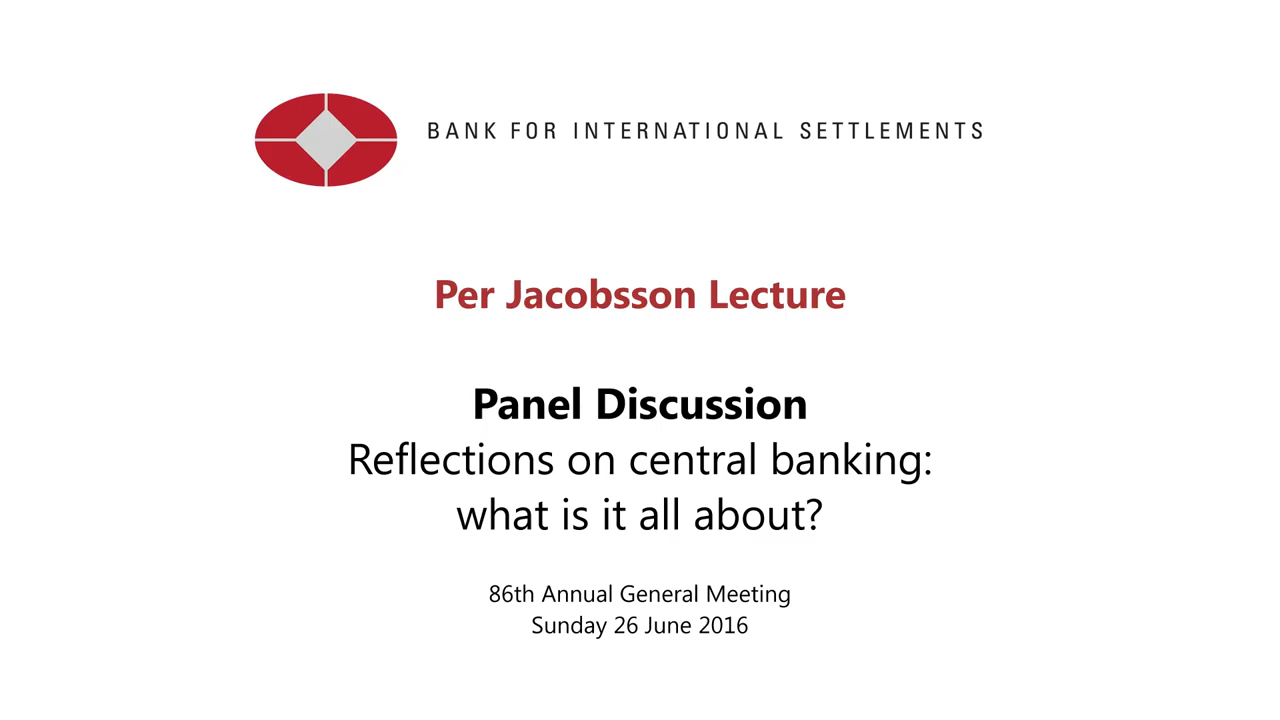 BANK FOR INTERNATIONAL SETTLEMENTS
Per Jacobsson Lecture
Panel Discussion
Reflections on central banking:
what is it all about?
86th Annual General Meeting
Sunday 26 June 2016